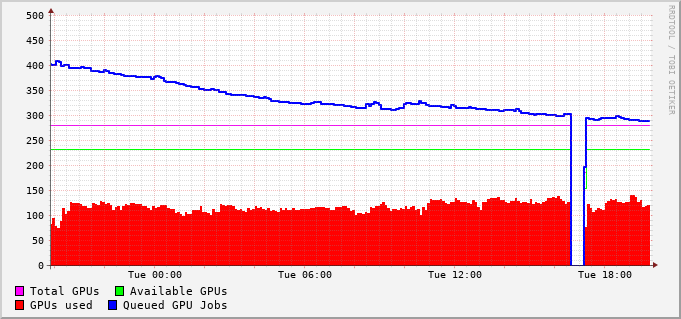 500
450
400
350
300
250
200
150
100
50
0
Tue 00:00 Tue 06:00 Tue 12:00 Tue 18:00
Total GPUs Available GPUs
GPUs used Queued GPU Jobs
RRDTOOL / TOBI OETIKER